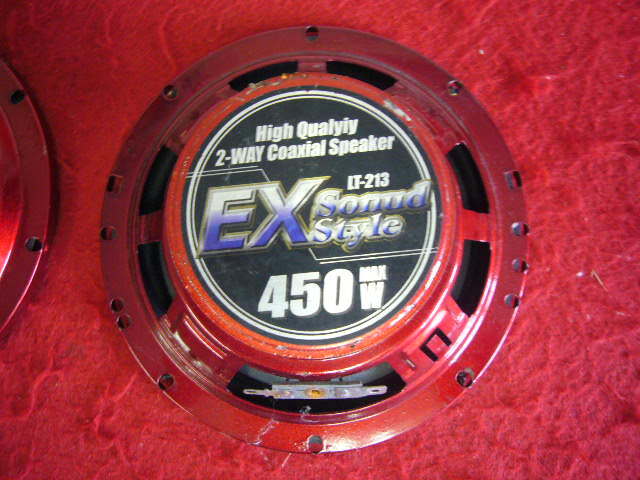 High Qualyiy
2-WAY Coaxial Speaker
LT-213
EX Sonud
Style
450 MAX
W